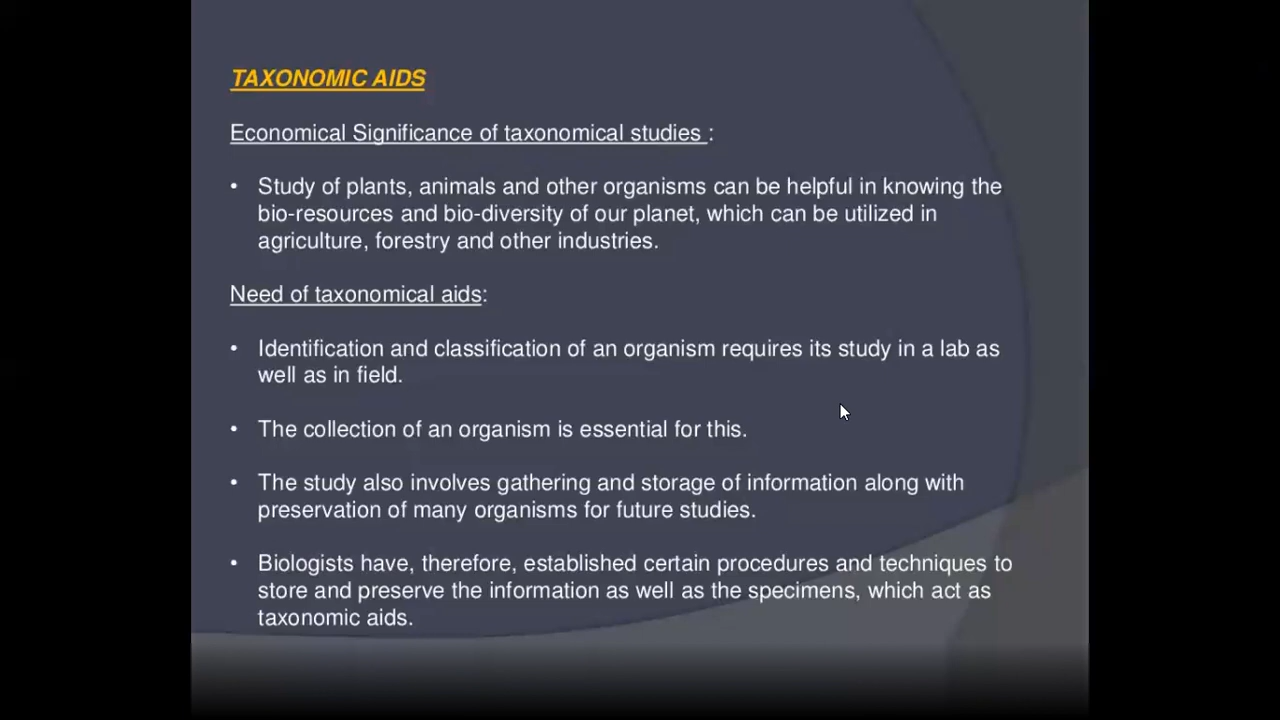 TAXONOMIC AIDS
Economical Significance of taxonomical studies :
• Study of plants, animals and other organisms can be helpful in knowing the
bio-resources and bio-diversity of our planet, which can be utilized in
agriculture, forestry and other industries.
Need of taxonomical aids:
• Identification and classification of an organism requires its study in a lab as
well as in field.
• The collection of an organism is essential for this.
• The study also involves gathering and storage of information along with
preservation of many organisms for future studies.
• Biologists have, therefore, established certain procedures and techniques to
store and preserve the information as well as the specimens, which act as
taxonomic aids.